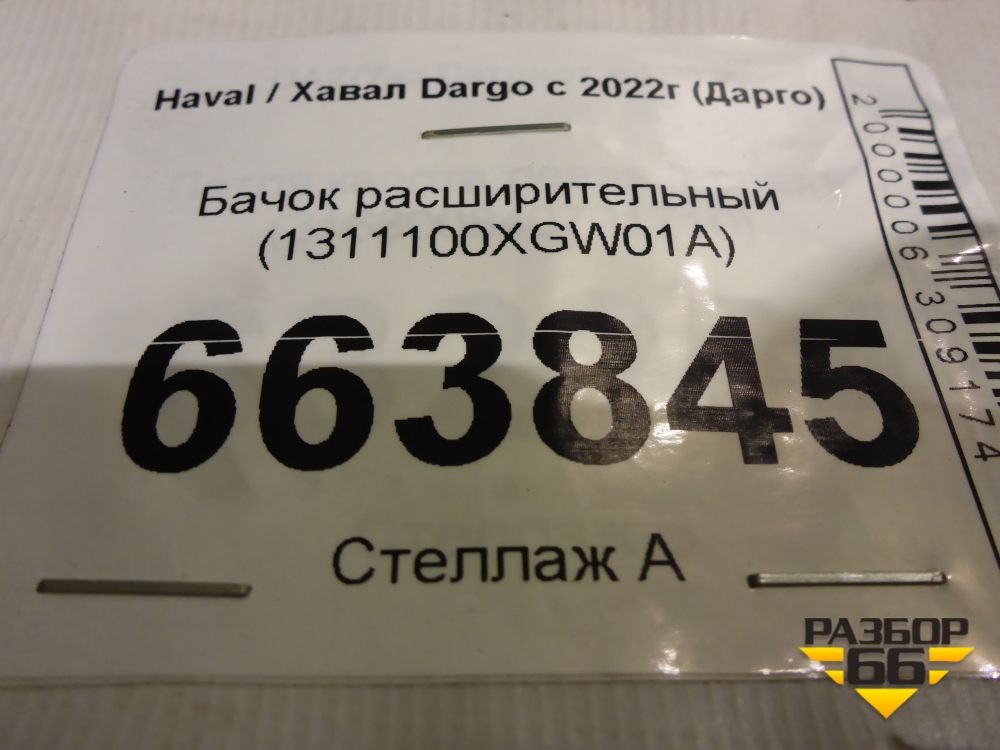 Haval / Хавал Dargo с 2022г (Дарго)
Бачок расширительный
(1311100XGW01A)
663845
Стеллаж А
2000006309174
РАЗБОР
66